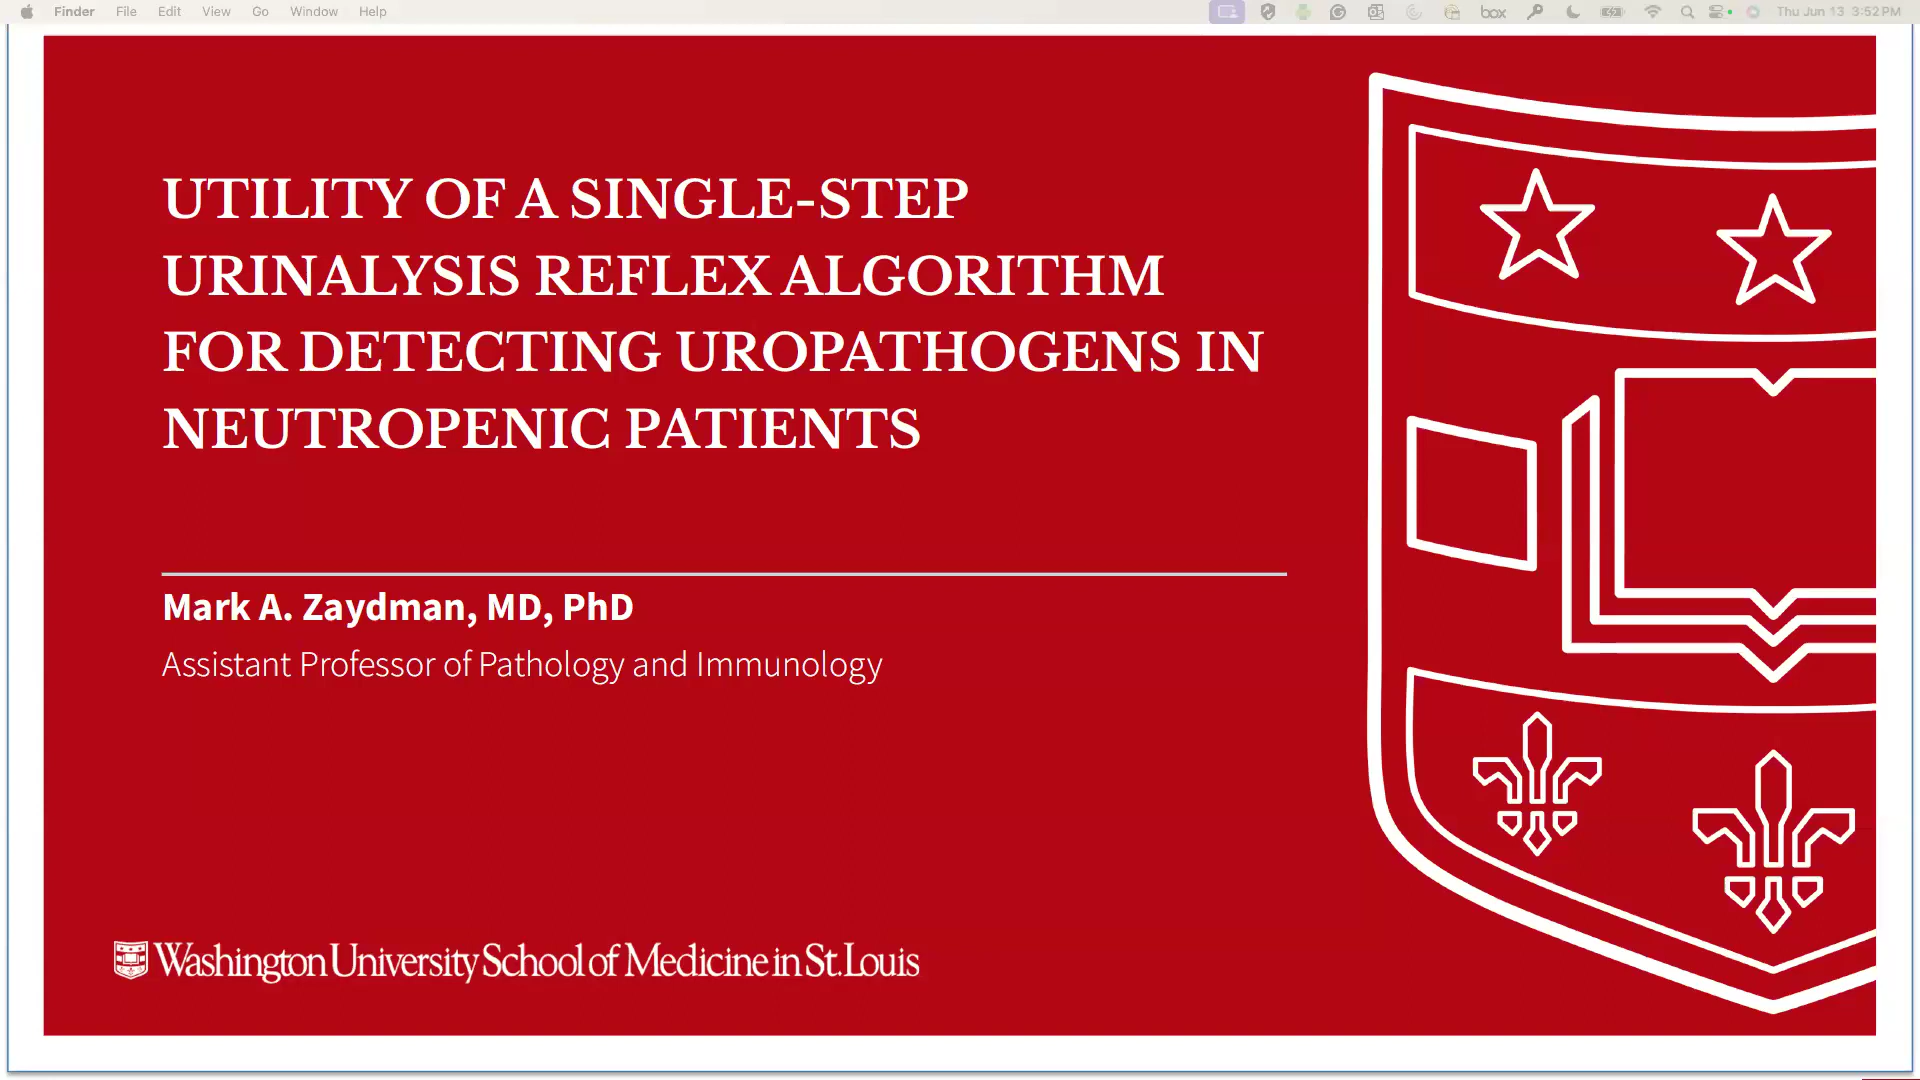 Finder File Edit View Go Window Help box Thu Jun 13 3:52 PM
UTILITY OF A SINGLE-STEP
URINALYSIS REFLEX ALGORITHM
FOR DETECTING UROPATHOGENS IN
NEUTROPENIC PATIENTS
Mark A. Zaydman, MD, PhD
Assistant Professor of Pathology and Immunology
Washington University School of Medicine in St. Louis